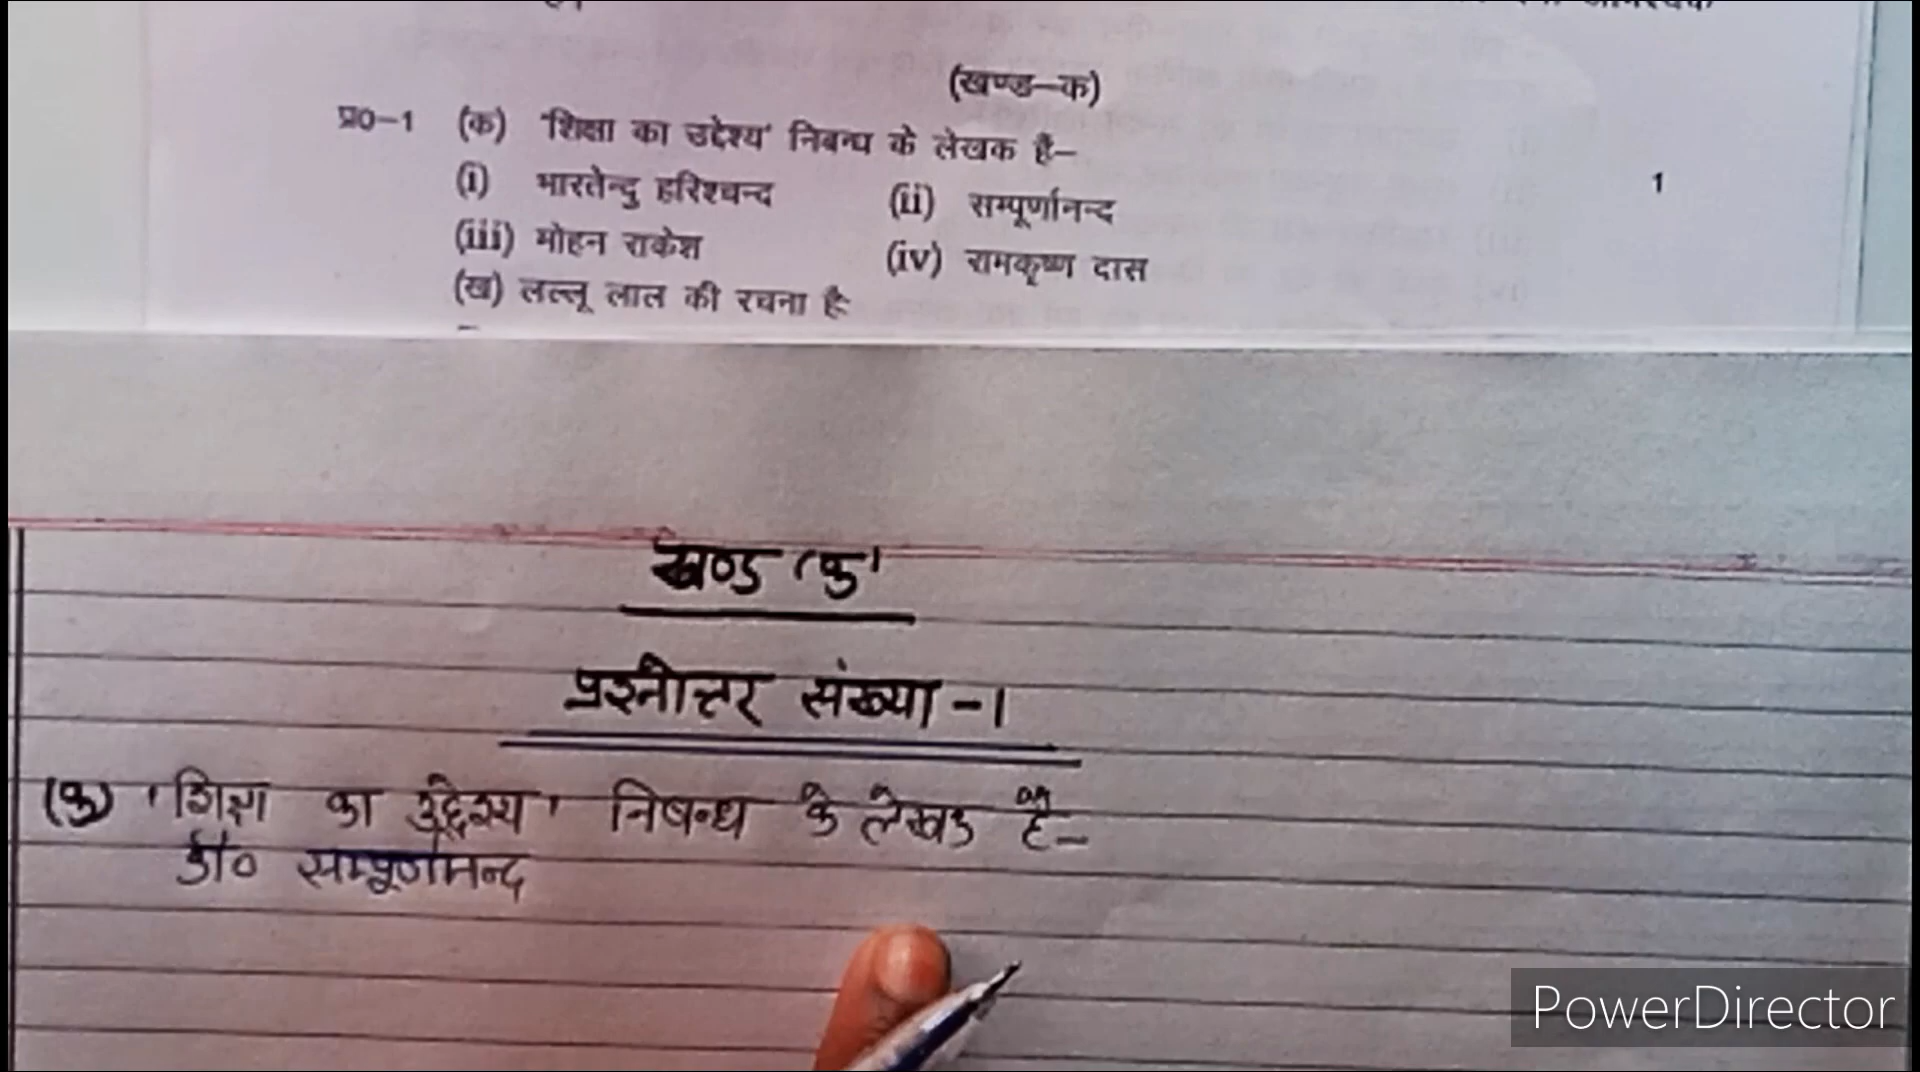 (खण्ड-क)
प्र0-1 (क) 'शिक्षा का उद्देश्य' निबन्ध के लेखक है-
(i) भारतेन्दु हरिश्चन्द (ii) सम्पूर्णानन्द 1
(iii) मोहन राकेश (iv) रामकृष्ण दास
(ख) लल्लू लाल की रचना है:
खण्ड 'क'
प्रश्नोत्तर संख्या -1
(क) 'शिक्षा का उद्देश्य' निबन्ध के लेखक हैं-
डॉ० सम्पूर्णानन्द
PowerDirector